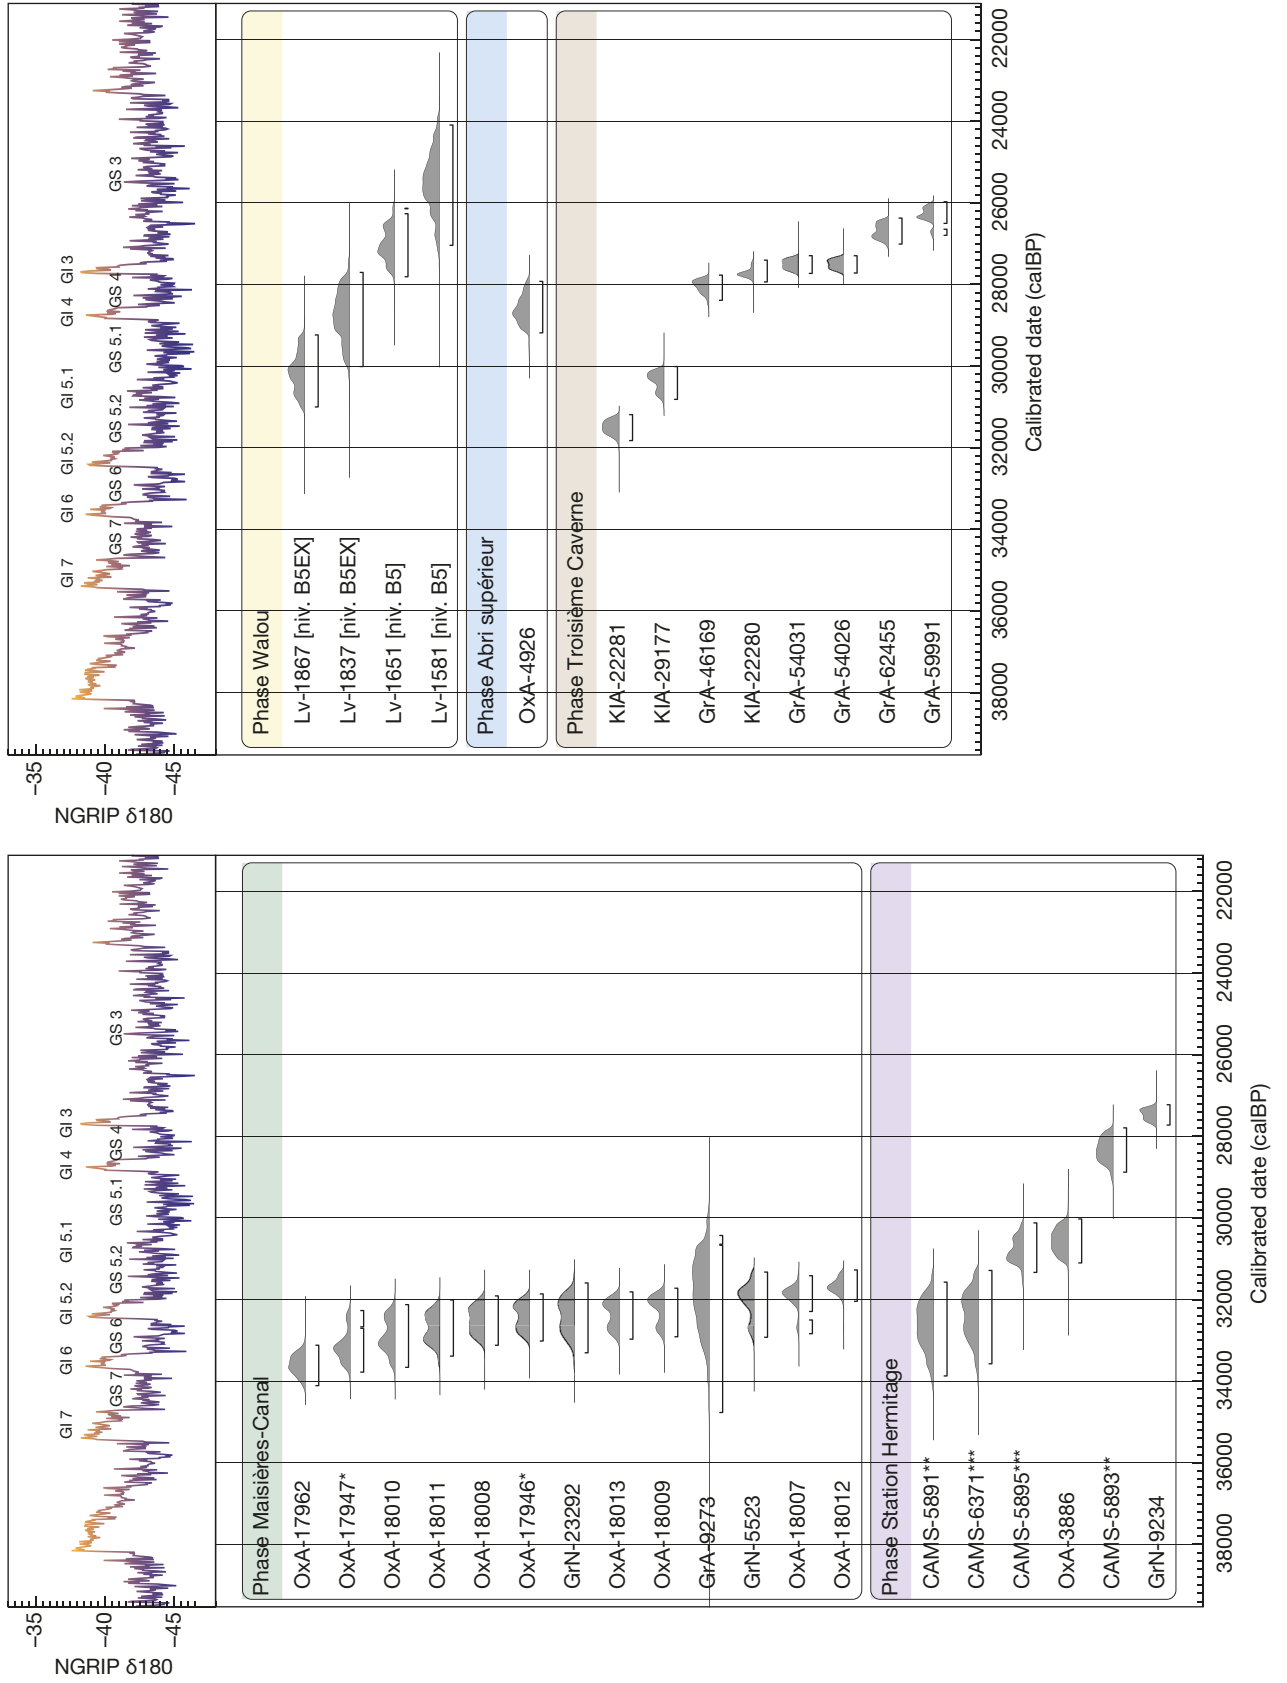 NGRIP δ180
−35
−40
−45
GI 7
GI 6
GI 5.2
GI 5.1
GI 4
GI 3
GS 7
GS 6
GS 5.2
GS 5.1
GS 4
GS 3
Phase Maisières-Canal
OxA-17962
OxA-17947*
OxA-18010
OxA-18011
OxA-18008
OxA-17946*
GrN-23292
OxA-18013
OxA-18009
GrA-9273
GrN-5523
OxA-18007
OxA-18012
Phase Station Hermitage
CAMS-5891**
CAMS-6371***
CAMS-5895***
OxA-3886
CAMS-5893**
GrN-9234
38000 36000 34000 32000 30000 28000 26000 24000 22000
Calibrated date (calBP)
NGRIP δ180
−35
−40
−45
GI 7
GI 6
GI 5.2
GI 5.1
GI 4
GI 3
GS 7
GS 6
GS 5.2
GS 5.1
GS 4
GS 3
Phase Walou
Lv-1867 [niv. B5EX]
Lv-1837 [niv. B5EX]
Lv-1651 [niv. B5]
Lv-1581 [niv. B5]
Phase Abri supérieur
OxA-4926
Phase Troisième Caverne
KIA-22281
KIA-29177
GrA-46169
KIA-22280
GrA-54031
GrA-54026
GrA-62455
GrA-59991
38000 36000 34000 32000 30000 28000 26000 24000 22000
Calibrated date (calBP)